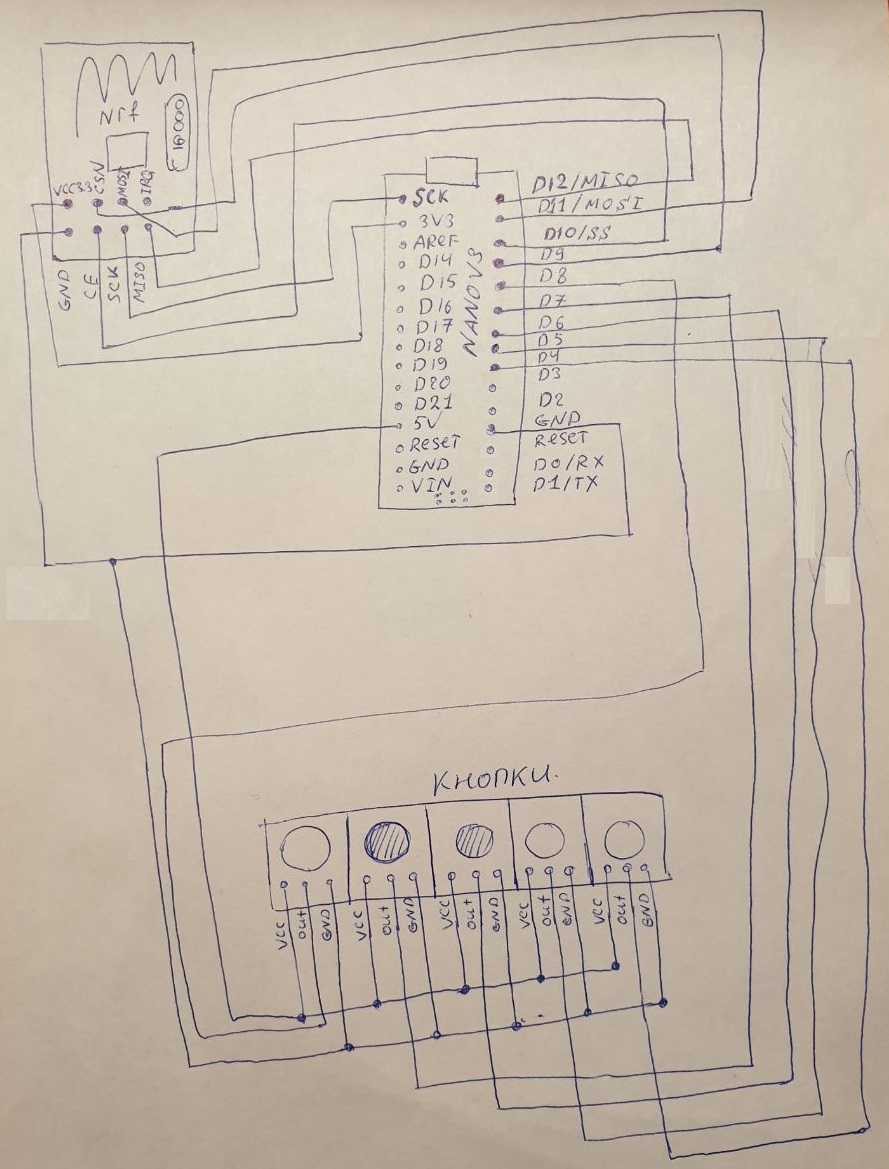 Nrf
16000
VCC33 CSN MOSI IRQ
GND CE SCK MISO
NANO V3
SCK
3V3
AREF
D14
D15
D16
D17
D18
D19
D20
D21
5V
RESET
GND
VIN
D12/MISO
D11/MOSI
D10/SS
D9
D8
D7
D6
D5
D4
D3
D2
GND
RESET
D0/RX
D1/TX
КНОПКИ.
VCC out GND VCC out GND VCC out GND VCC out GND VCC out GND